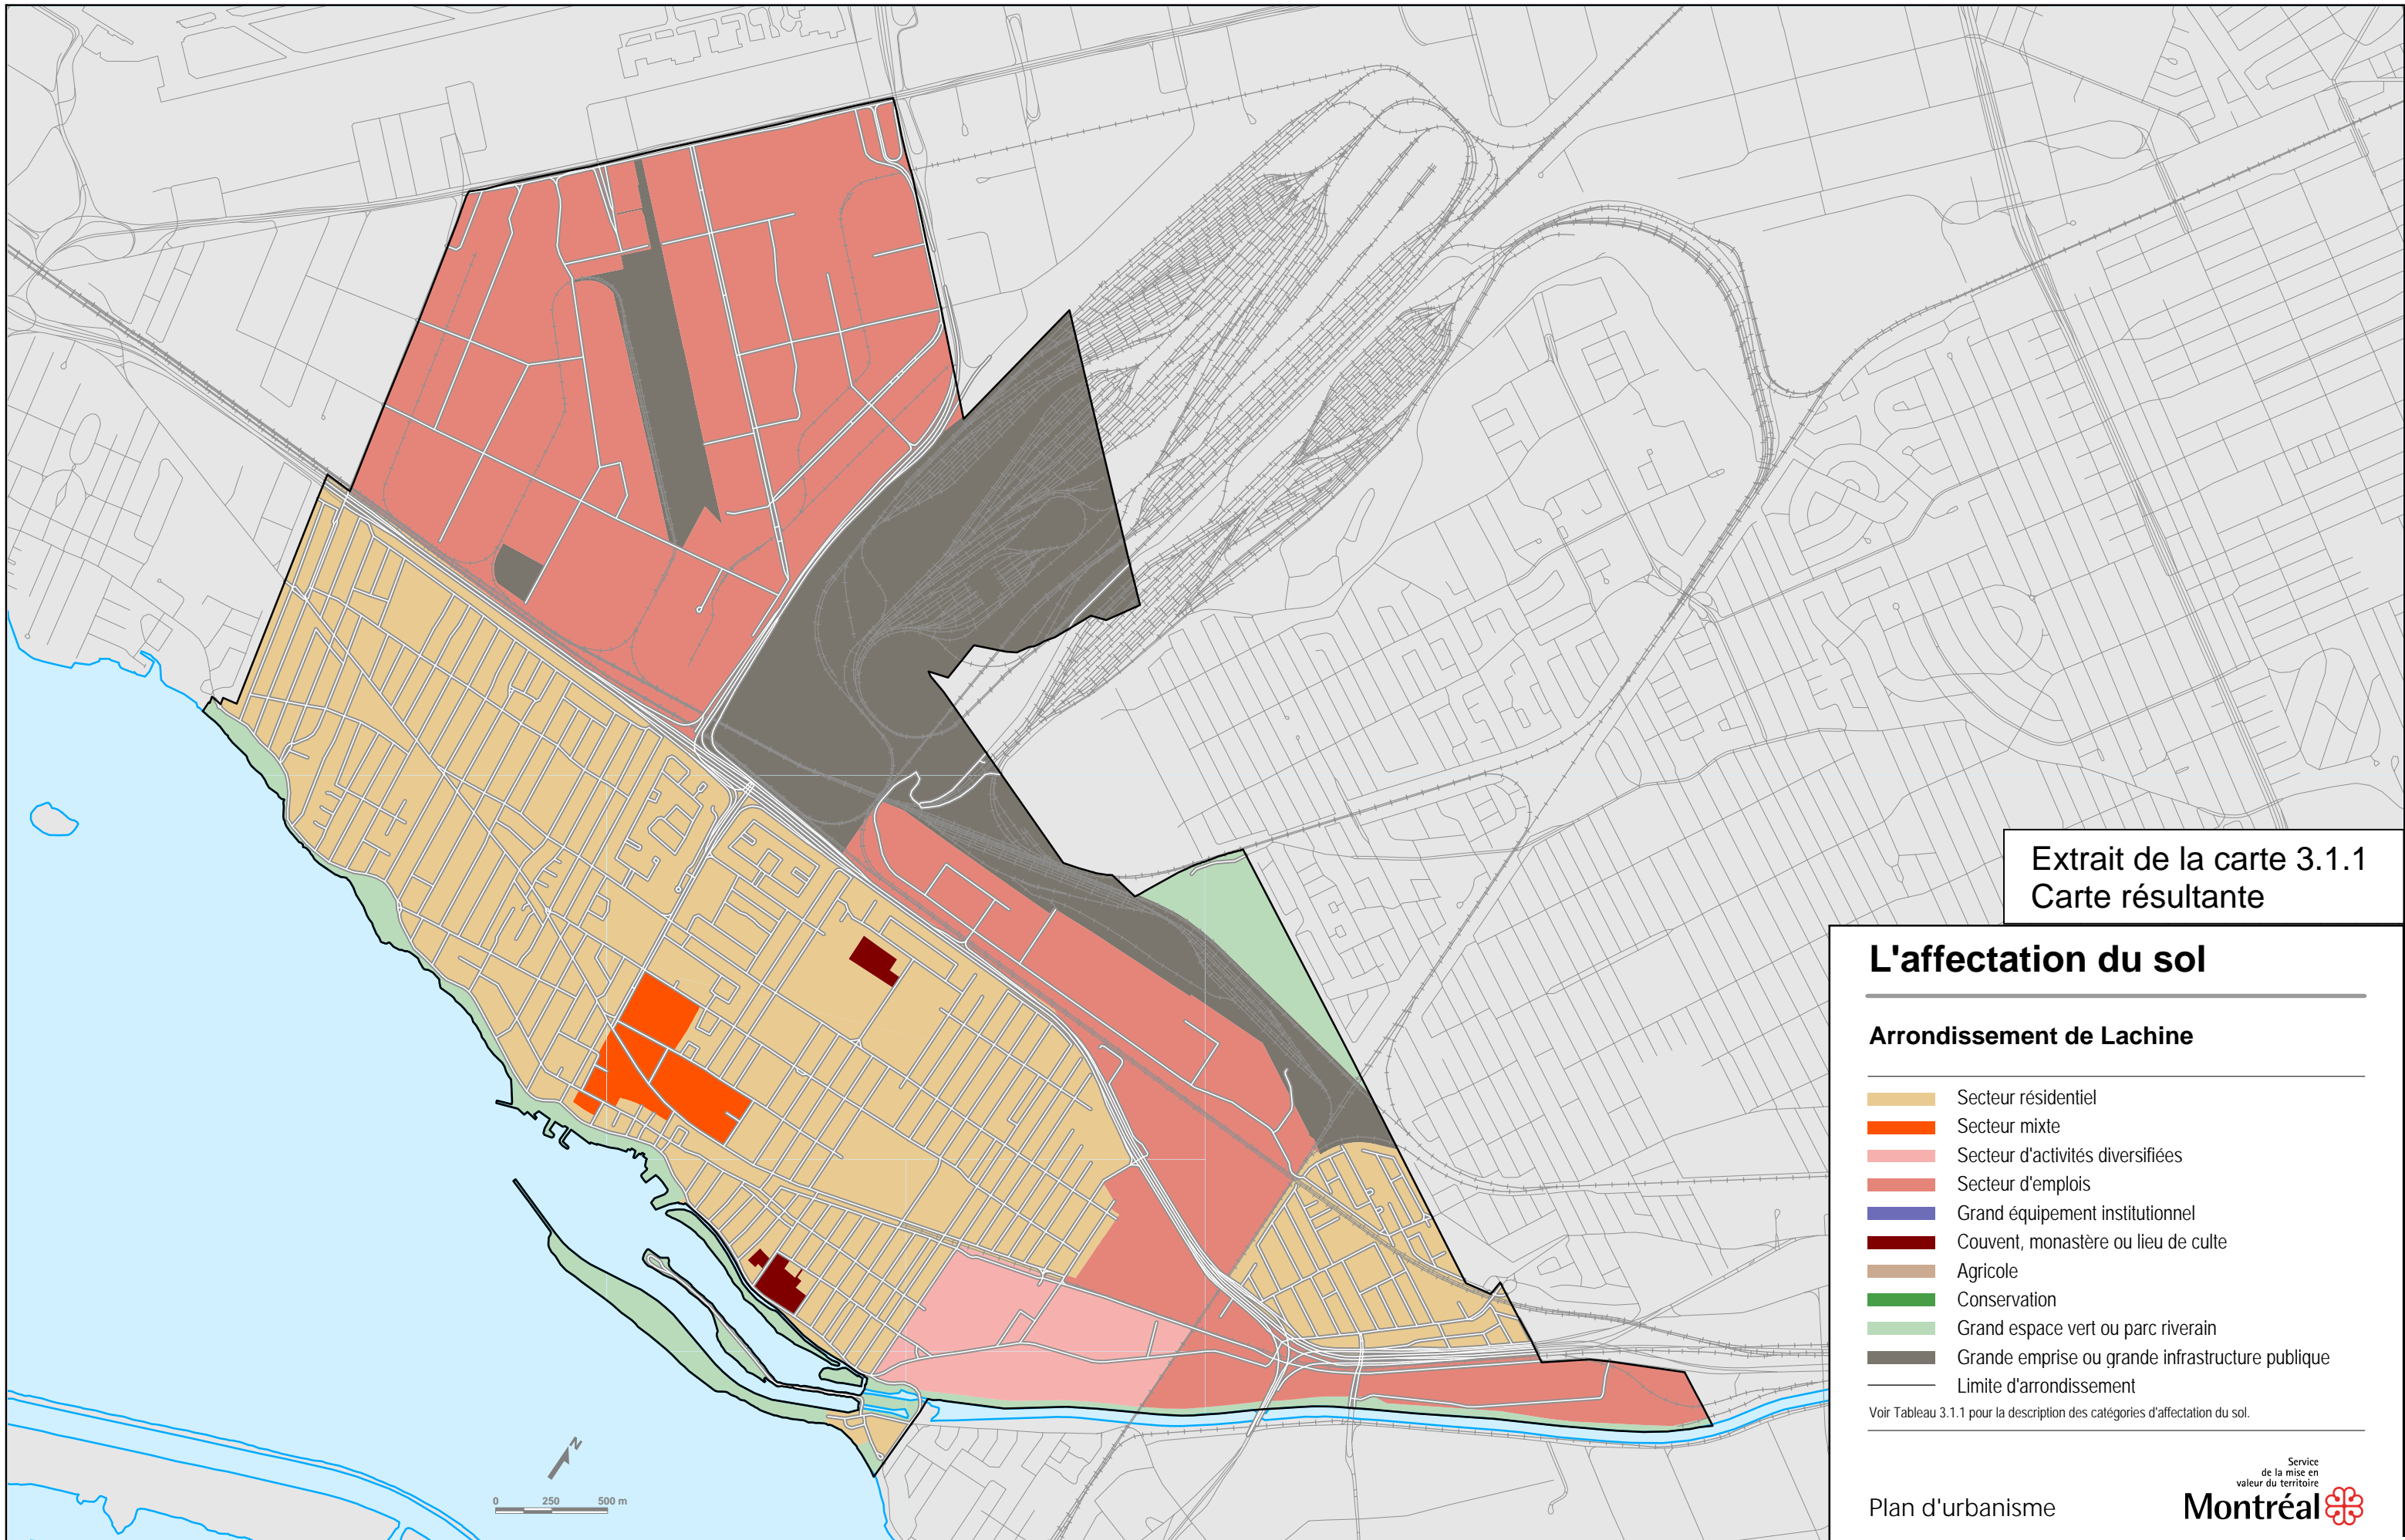 Extrait de la carte 3.1.1
Carte résultante
L'affectation du sol
Arrondissement de Lachine
Secteur résidentiel
Secteur mixte
Secteur d'activités diversifiées
Secteur d'emplois
Grand équipement institutionnel
Couvent, monastère ou lieu de culte
Agricole
Conservation
Grand espace vert ou parc riverain
Grande emprise ou grande infrastructure publique
Limite d'arrondissement
Voir Tableau 3.1.1 pour la description des catégories d'affectation du sol.
N
0 250 500 m
Plan d'urbanisme
Service
de la mise en
valeur du territoire
Montréal